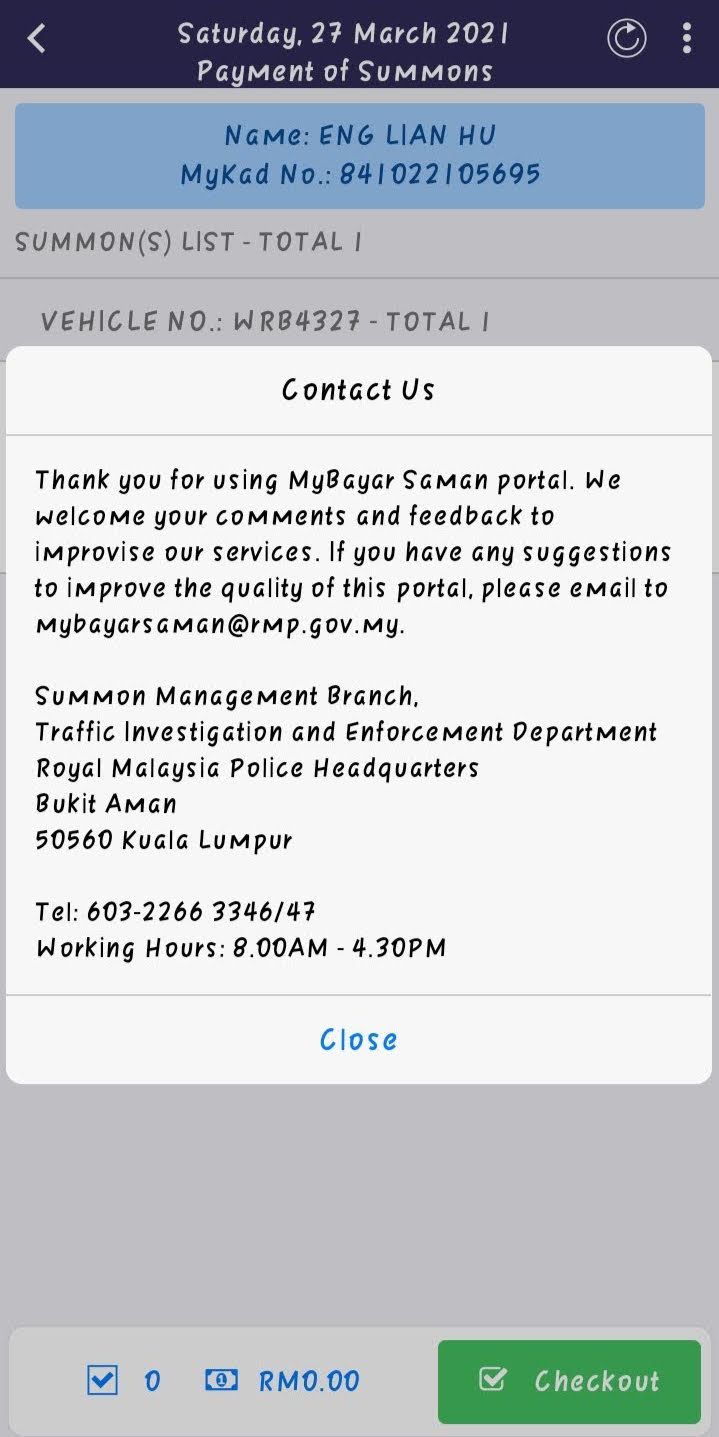 Saturday, 27 March 2021
Payment of Summons
Name: ENG LIAN HU
MyKad No.: 841022105695
SUMMON(S) LIST - TOTAL 1
VEHICLE NO.: WRB4327 - TOTAL 1
Contact Us
Thank you for using MyBayar Saman portal. We
welcome your comments and feedback to
improvise our services. If you have any suggestions
to improve the quality of this portal, please email to
mybayarsaman@rmp.gov.my.
Summon Management Branch,
Traffic Investigation and Enforcement Department
Royal Malaysia Police Headquarters
Bukit Aman
50560 Kuala Lumpur
Tel: 603-2266 3346/47
Working Hours: 8.00AM - 4.30PM
Close
0 RM0.00 Checkout